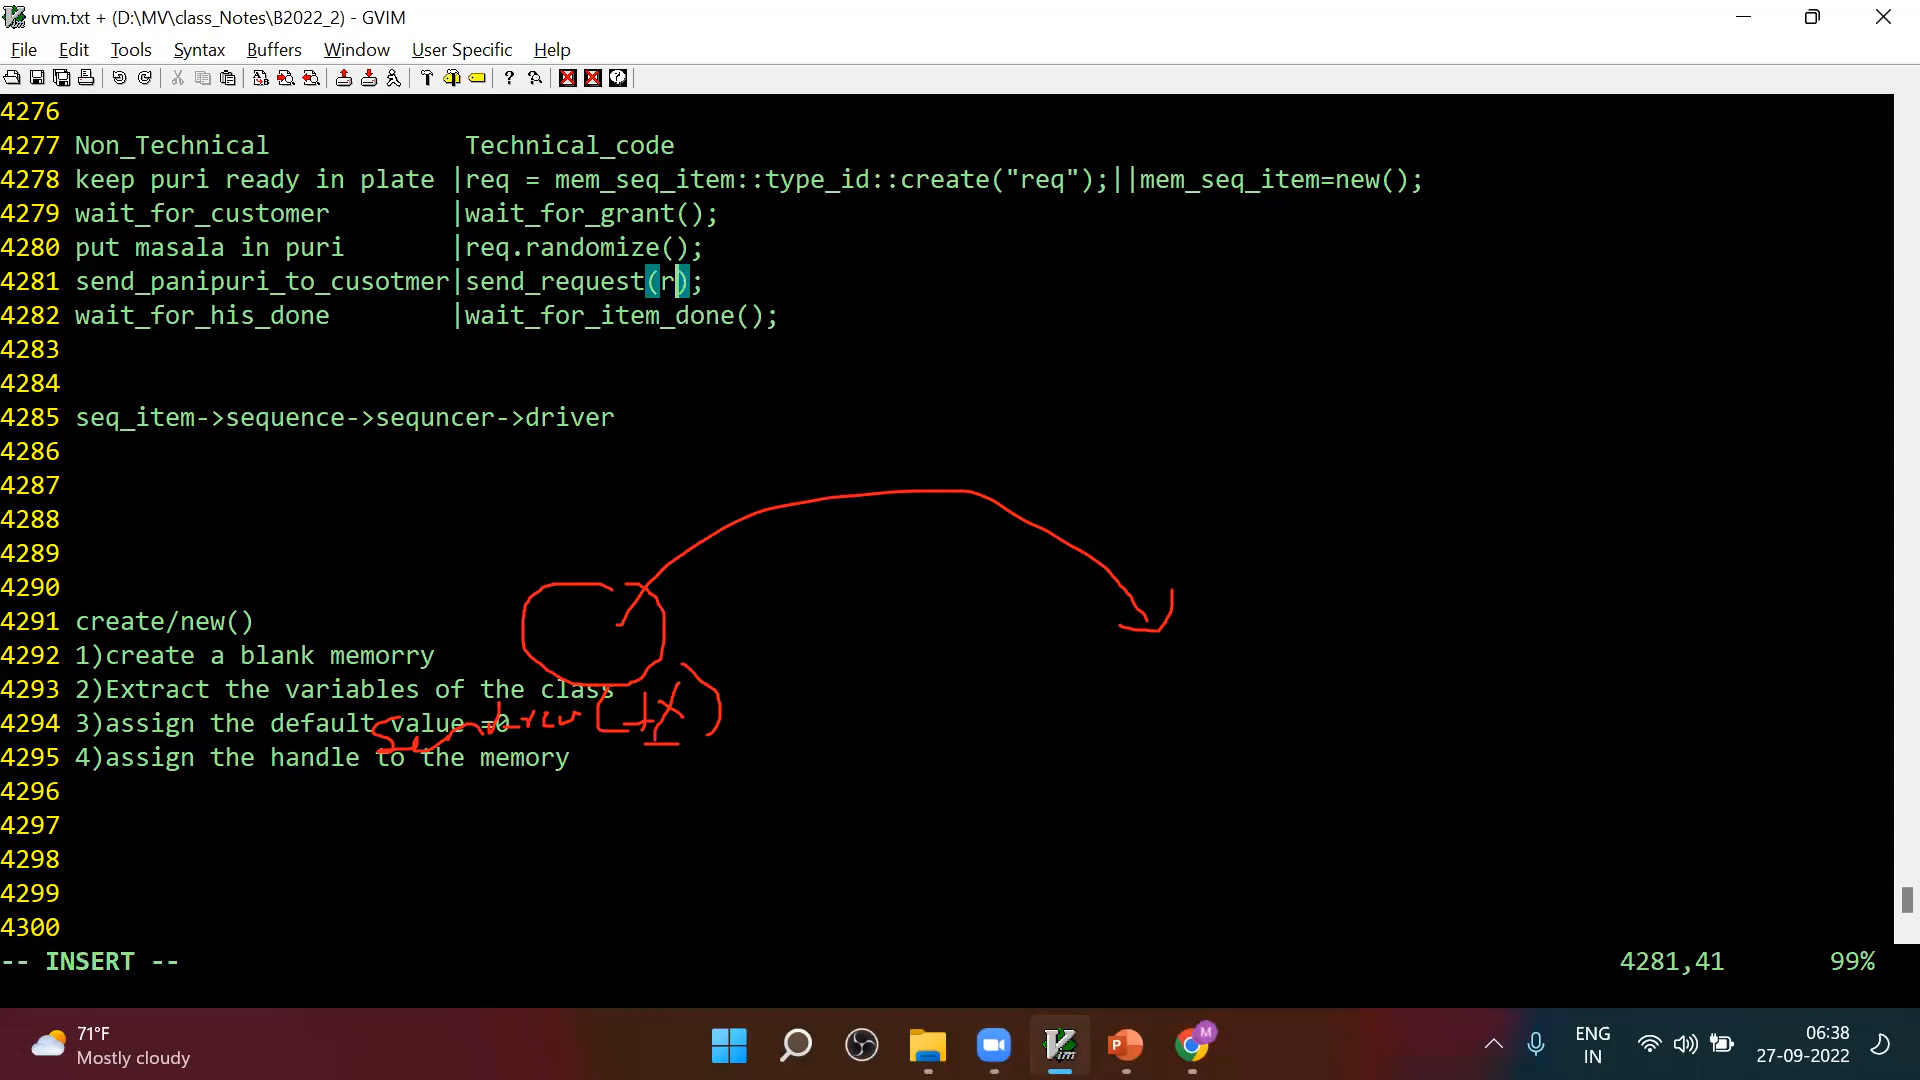 uvm.txt + (D:\MV\class_Notes\B2022_2) - GVIM
File Edit Tools Syntax Buffers Window User Specific Help
4276
4277 Non_Technical Technical_code
4278 keep puri ready in plate |req = mem_seq_item::type_id::create("req");||mem_seq_item=new();
4279 wait_for_customer |wait_for_grant();
4280 put masala in puri |req.randomize();
4281 send_panipuri_to_cusotmer|send_request(r);
4282 wait_for_his_done |wait_for_item_done();
4283
4284
4285 seq_item->sequence->sequncer->driver
4286
4287
4288
4289
4290
4291 create/new()
4292 1)create a blank memorry
4293 2)Extract the variables of the class
4294 3)assign the default value =0
4295 4)assign the handle to the memory
4296
4297
4298
4299
4300
-- INSERT -- 4281,41 99%
71°F
Mostly cloudy
ENG
IN
06:38
27-09-2022